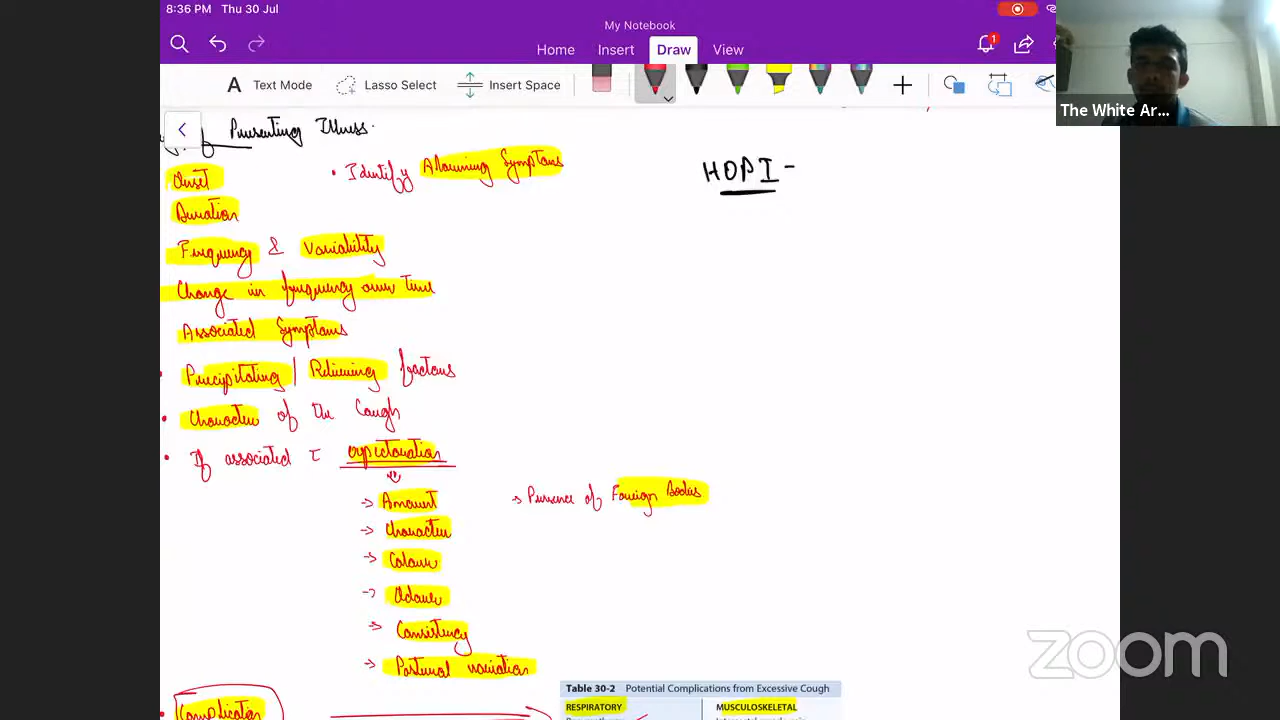 8:36 PM Thu 30 Jul
My Notebook
Home Insert Draw View
1
Text Mode Lasso Select Insert Space
The White Ar...
of Presenting Illness
Onset
• Identify Alarming Symptoms
HOPI -
Duration
Frequency & Variability
Change in frequency over Time
Associated Symptoms
• Precipitating | Relieving factors
• Character of the Cough
• If associated c expectoration
→ Amount
→ Presence of Foreign Bodies
→ Character
→ Colour
→ Odour
→ Consistency
→ Postural variation
• Complication
Table 30-2 Potential Complications from Excessive Cough
RESPIRATORY MUSCULOSKELETAL
zoom